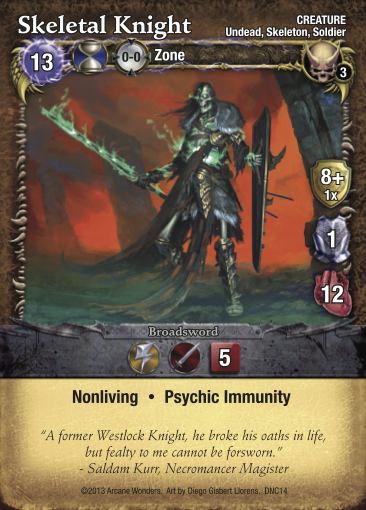 Skeletal Knight
CREATURE
Undead, Skeleton, Soldier
13
0-0
Zone
3
8+
1x
1
12
Broadsword
5
Nonliving • Psychic Immunity
“A former Westlock Knight, he broke his oaths in life,
but fealty to me cannot be forsworn.”
- Saldam Kurr, Necromancer Magister
©2013 Arcane Wonders. Art by Diego Gisbert Llorens. DNC14